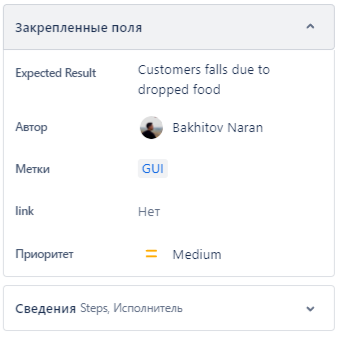 Закрепленные поля
Expected Result
Customers falls due to
dropped food
Автор
Bakhitov Naran
Метки
GUI
link
Нет
Приоритет
Medium
Сведения Steps, Исполнитель